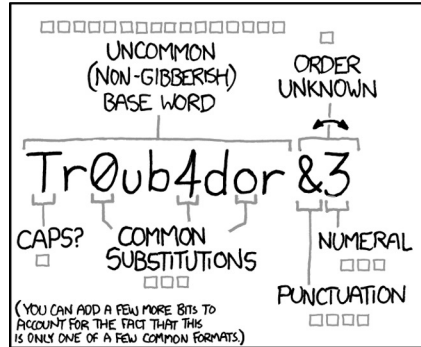 UNCOMMON
(NON-GIBBERISH)
BASE WORD
ORDER
UNKNOWN
Tr0ub4dor &3
CAPS?
COMMON
SUBSTITUTIONS
NUMERAL
PUNCTUATION
(YOU CAN ADD A FEW MORE BITS TO
ACCOUNT FOR THE FACT THAT THIS
IS ONLY ONE OF A FEW COMMON FORMATS.)